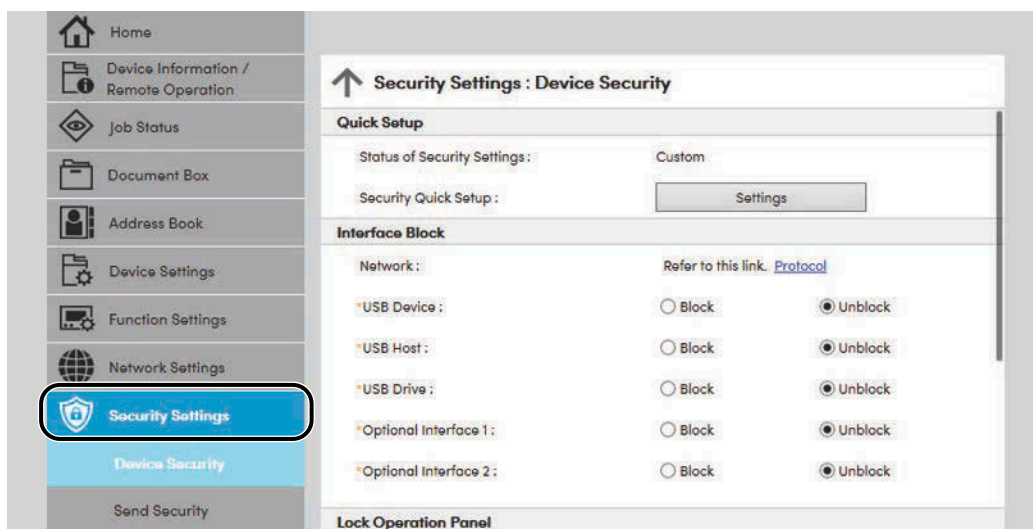 Home
Device Information /
Remote Operation
Job Status
Document Box
Address Book
Device Settings
Function Settings
Network Settings
Security Settings
Device Security
Send Security
Security Settings : Device Security
Quick Setup
Status of Security Settings : Custom
Security Quick Setup : Settings
Interface Block
Network : Refer to this link. Protocol
*USB Device : Block Unblock
*USB Host : Block Unblock
*USB Drive : Block Unblock
*Optional Interface 1 : Block Unblock
*Optional Interface 2 : Block Unblock
Lock Operation Panel